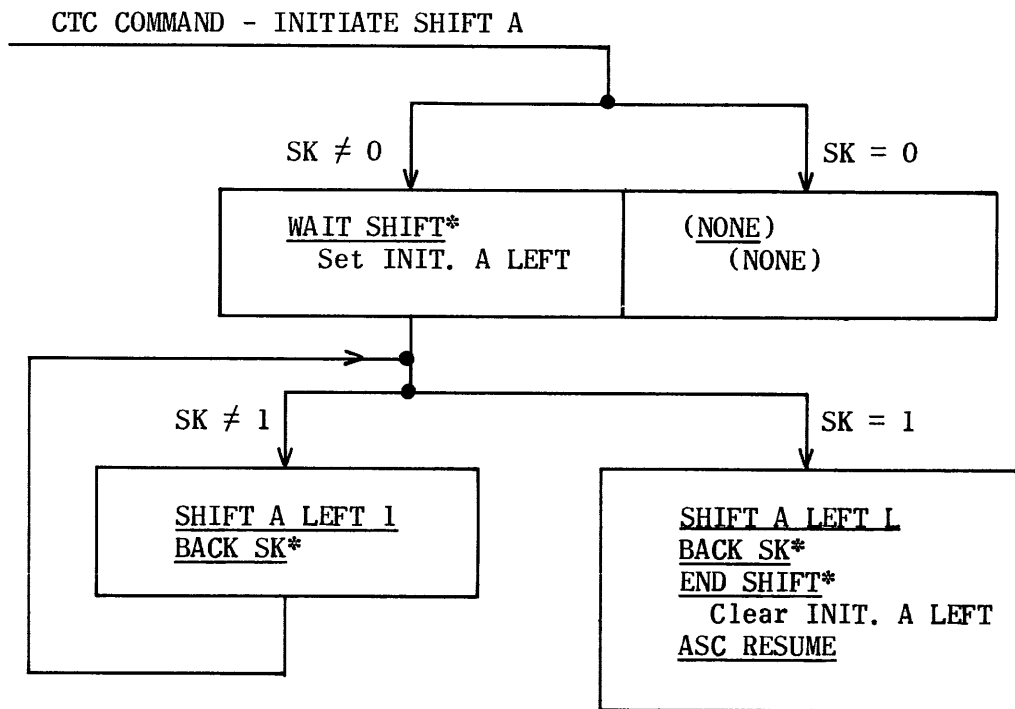 CTC COMMAND - INITIATE SHIFT A
SK ≠ 0
SK = 0
WAIT SHIFT*
Set INIT. A LEFT
(NONE)
(NONE)
SK ≠ 1
SK = 1
SHIFT A LEFT 1
BACK SK*
SHIFT A LEFT L
BACK SK*
END SHIFT*
Clear INIT. A LEFT
ASC RESUME